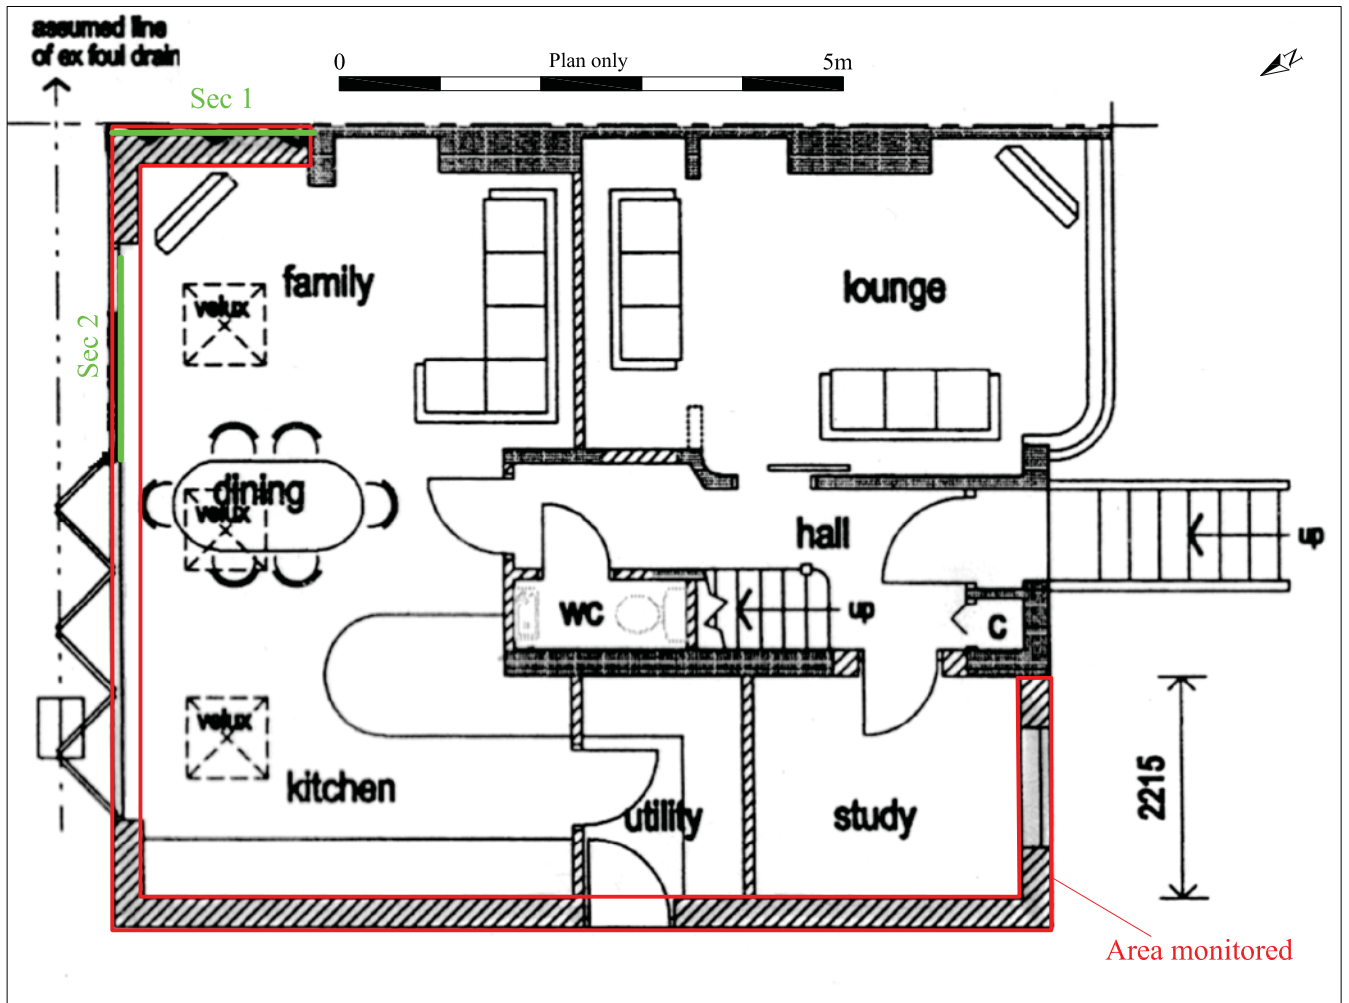 assumed line
of ex foul drain
0
Plan only
5m
N
Sec 1
Sec 2
family
lounge
velux
dining
velux
hall
up
up
wc
c
velux
kitchen
utility
study
2215
Area monitored